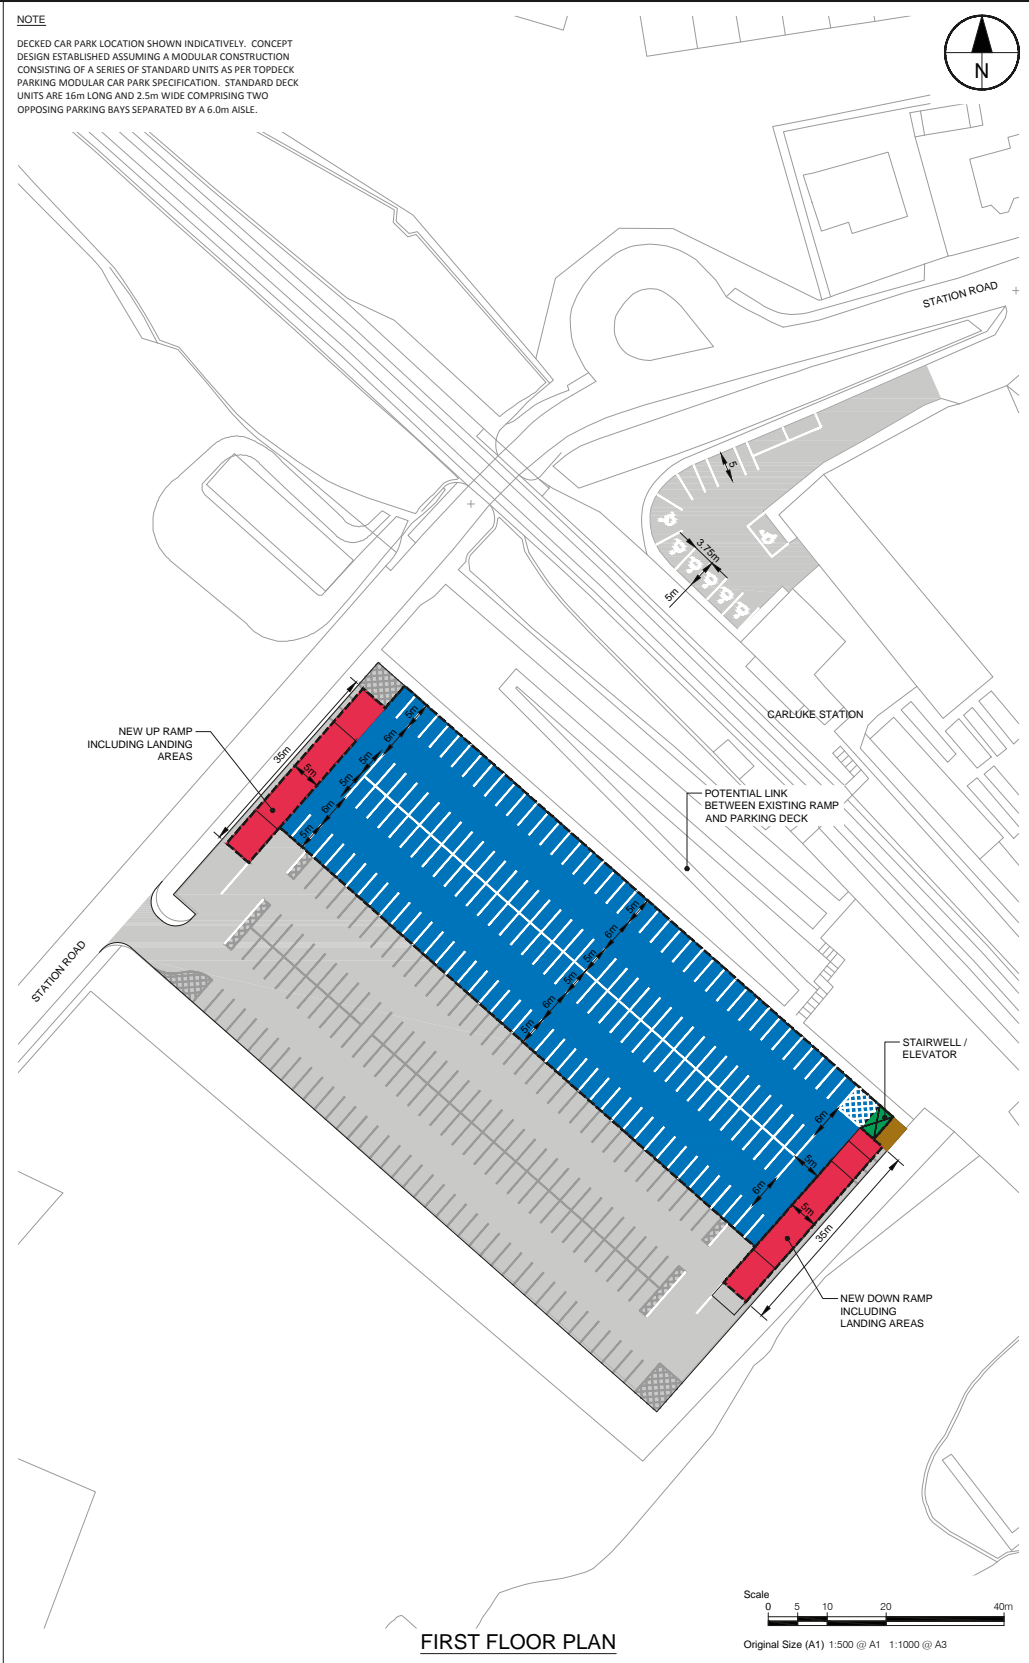 NOTE
DECKED CAR PARK LOCATION SHOWN INDICATIVELY. CONCEPT
DESIGN ESTABLISHED ASSUMING A MODULAR CONSTRUCTION
CONSISTING OF A SERIES OF STANDARD UNITS AS PER TOPDECK
PARKING MODULAR CAR PARK SPECIFICATION. STANDARD DECK
UNITS ARE 16m LONG AND 2.5m WIDE COMPRISING TWO
OPPOSING PARKING BAYS SEPARATED BY A 6.0m AISLE.
N
STATION ROAD
5
3.75m
5m
CARLUKE STATION
NEW UP RAMP
INCLUDING LANDING
AREAS
35m
5m
5m
6m
5m
5m
6m
5m
POTENTIAL LINK
BETWEEN EXISTING RAMP
AND PARKING DECK
5m
6m
5m
5m
6m
5m
STATION ROAD
STAIRWELL /
ELEVATOR
6m
5m
6m
5m
35m
NEW DOWN RAMP
INCLUDING
LANDING AREAS
Scale
0 5 10 20 40m
Original Size (A1) 1:500 @ A1 1:1000 @ A3
FIRST FLOOR PLAN